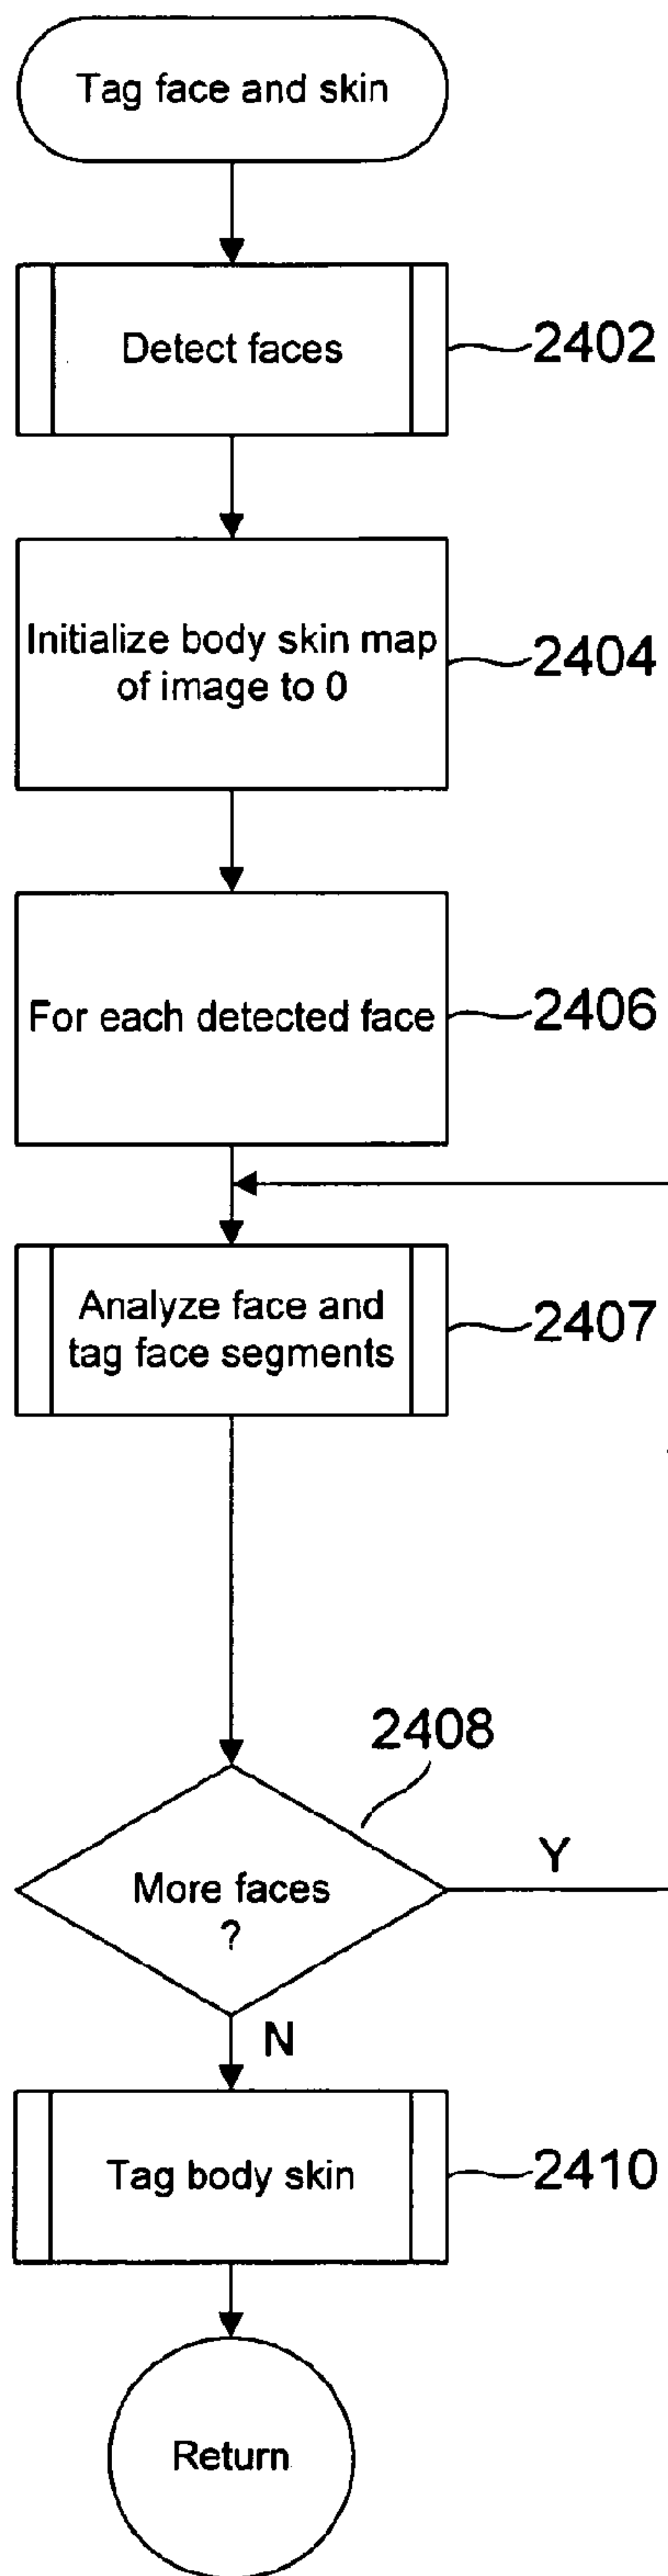 Tag face and skin
Detect faces
2402
Initialize body skin map
of image to 0
2404
For each detected face
2406
Analyze face and
tag face segments
2407
2408
More faces
?
Y
N
Tag body skin
2410
Return